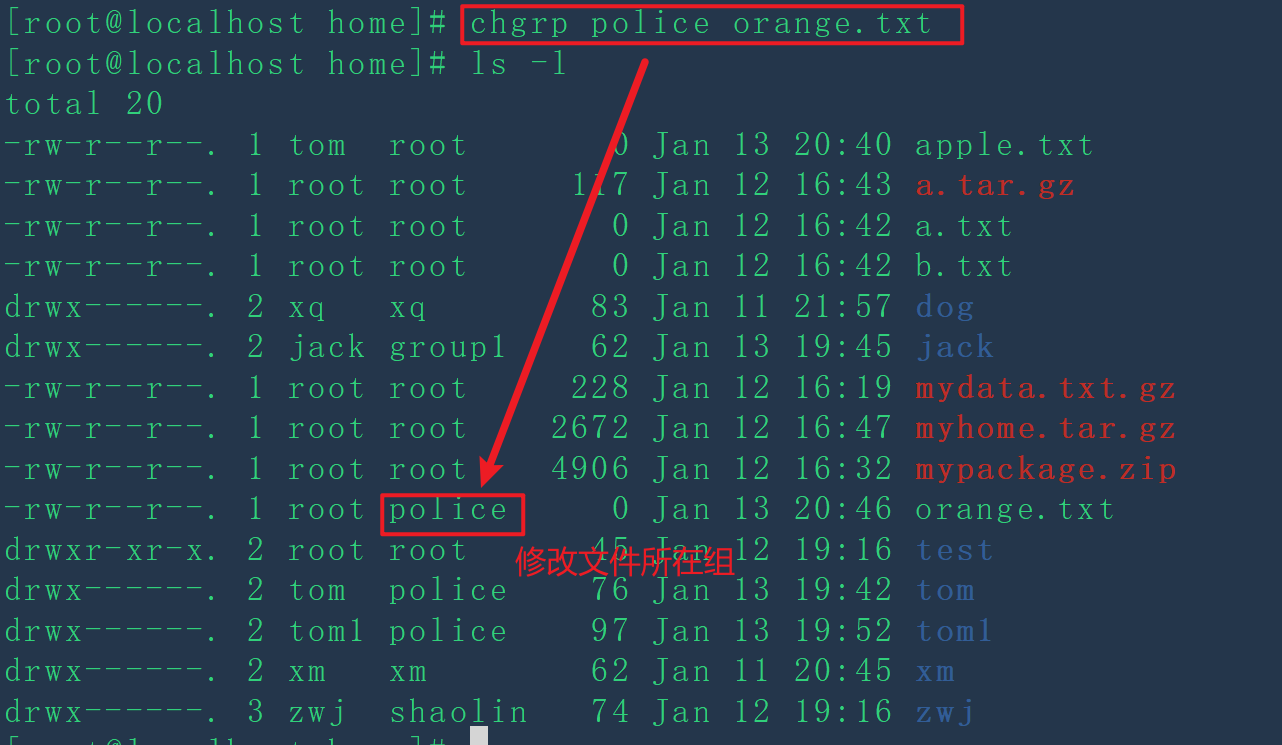 [root@localhost home]# chgrp police orange.txt
[root@localhost home]# ls -l
total 20
-rw-r--r--. 1 tom  root       0 Jan 13 20:40 apple.txt
-rw-r--r--. 1 root root     117 Jan 12 16:43 a.tar.gz
-rw-r--r--. 1 root root       0 Jan 12 16:42 a.txt
-rw-r--r--. 1 root root       0 Jan 12 16:42 b.txt
drwx------. 2 xq   xq        83 Jan 11 21:57 dog
drwx------. 2 jack group1    62 Jan 13 19:45 jack
-rw-r--r--. 1 root root     228 Jan 12 16:19 mydata.txt.gz
-rw-r--r--. 1 root root    2672 Jan 12 16:47 myhome.tar.gz
-rw-r--r--. 1 root root    4906 Jan 12 16:32 mypackage.zip
-rw-r--r--. 1 root police     0 Jan 13 20:46 orange.txt
drwxr-xr-x. 2 root root      45 Jan 12 19:16 test
修改文件所在组
drwx------. 2 tom  police    76 Jan 13 19:42 tom
drwx------. 2 tom1 police    97 Jan 13 19:52 tom1
drwx------. 2 xm   xm        62 Jan 11 20:45 xm
drwx------. 3 zwj  shaolin   74 Jan 12 19:16 zwj
[root@localhost home]#